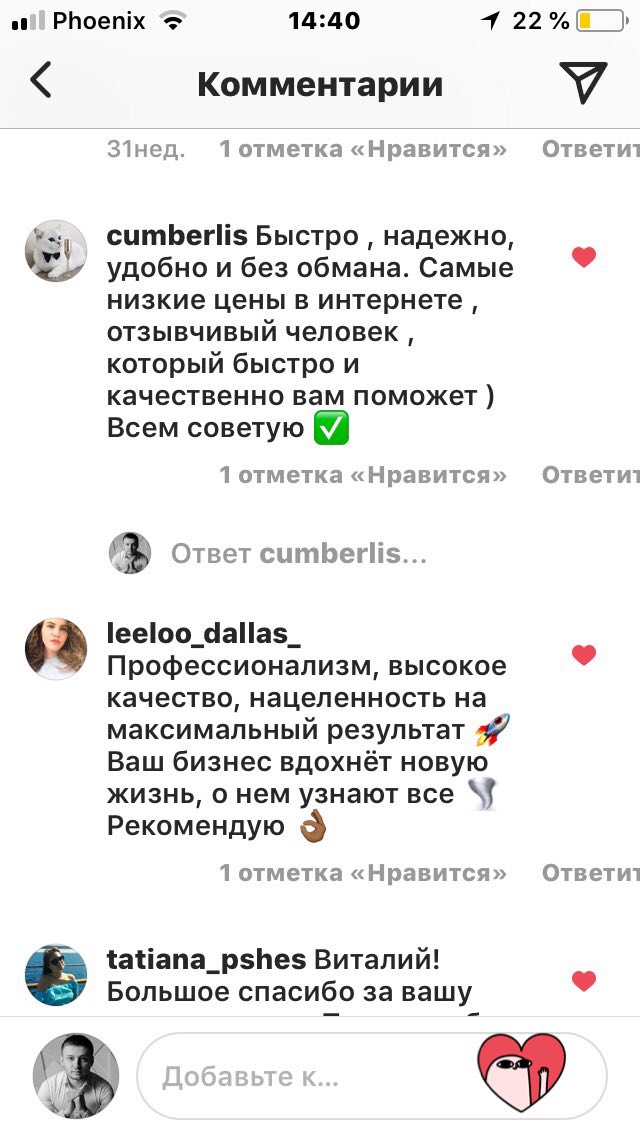 Phoenix 14:40 22 %
Комментарии
31нед. 1 отметка «Нравится» Ответит
cumberlis Быстро , надежно,
удобно и без обмана. Самые
низкие цены в интернете ,
отзывчивый человек ,
который быстро и
качественно вам поможет )
Всем советую ✅
1 отметка «Нравится» Ответит
Ответ cumberlis...
leeloo_dallas_
Профессионализм, высокое
качество, нацеленность на
максимальный результат 🚀
Ваш бизнес вдохнёт новую
жизнь, о нем узнают все 🌪
Рекомендую 👌🏾
1 отметка «Нравится» Ответит
tatiana_pshes Виталий!
Большое спасибо за вашу
Добавьте к...